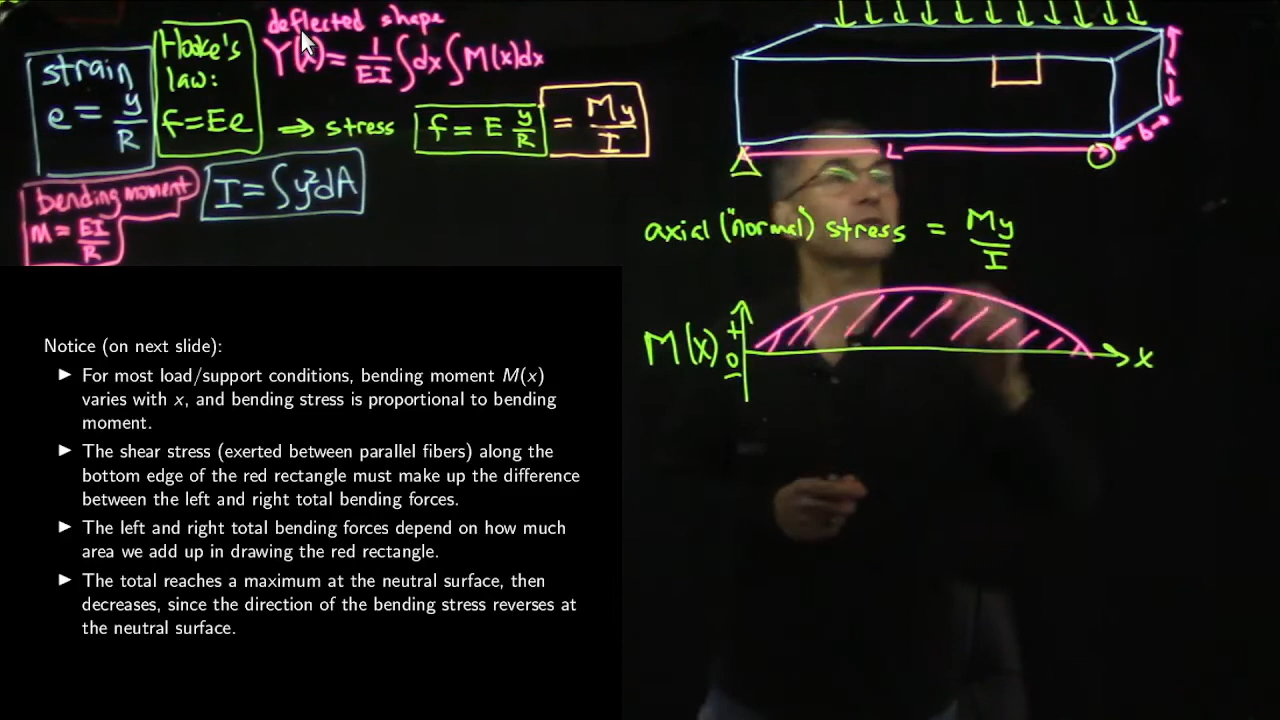 deflected shape
Y(x) = 1/EI ∫dx ∫M(x)dx
strain
e = y/R
Hooke's
law:
f=Ee
⇒ stress
f = E y/R
= My/I
bending moment
M = EI/R
I = ∫y²dA
h
b
L
axial ("normal") stress = My/I
M(x)
+
0
−
x
Notice (on next slide):
▶ For most load/support conditions, bending moment M(x)
varies with x, and bending stress is proportional to bending
moment.
▶ The shear stress (exerted between parallel fibers) along the
bottom edge of the red rectangle must make up the difference
between the left and right total bending forces.
▶ The left and right total bending forces depend on how much
area we add up in drawing the red rectangle.
▶ The total reaches a maximum at the neutral surface, then
decreases, since the direction of the bending stress reverses at
the neutral surface.